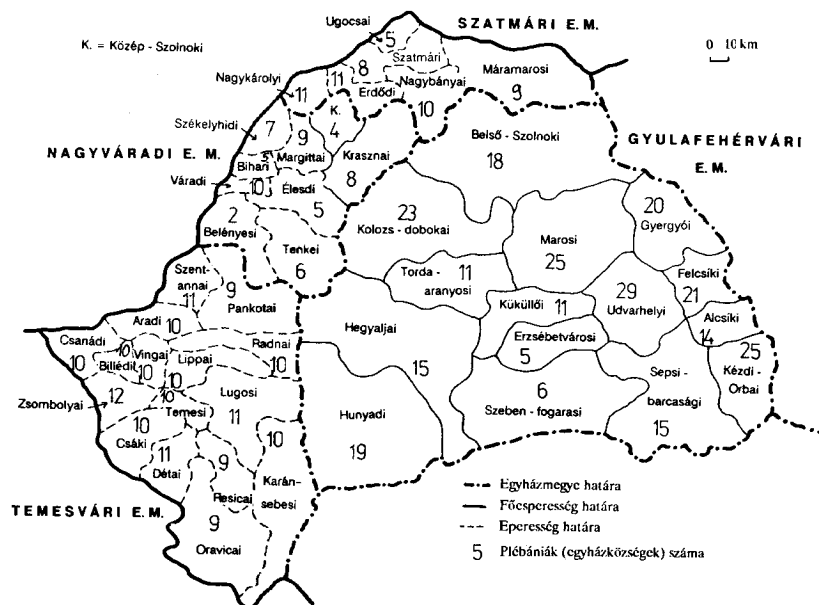 SZATMÁRI E.M.
Ugocsai
5
K. = Közép - Szolnoki
0 10 km
Szatmári
Nagykárolyi
11
11
8
Erdődi
Nagybányai
10
Máramarosi
9
Székelyhidi
7
9
K.
4
Belső - Szolnoki
18
GYULAFEHÉRVÁRI
E.M.
NAGYVÁRADI E.M.
Bihari
5
Margittai
Krasznai
8
Váradi
10
Élesdi
5
2
Belényesi
Tenkei
6
23
Kolozs - dobokai
Marosi
25
20
Gyergyói
Szent-
annai
11
9
Pankotai
Torda -
aranyosi
11
Felcsíki
21
Küküllői
11
29
Udvarhelyi
Alcsíki
14
Aradi
10
Csanádi
10
Radnai
10
Hegyaljai
15
Erzsébetvárosi
5
25
Kézdi -
Orbai
10
Billédi
Vingai
10
Lippai
10
Zsombolyai
12
10
Temesi
Lugosi
11
6
Szeben - fogarasi
Sepsi -
barcasági
15
10
Csáki
Hunyadi
19
11
Détai
9
Resicai
10
Karán-
sebesi
TEMESVÁRI E.M.
9
Oravicai
Egyházmegye határa
Főesperesség határa
Eperesség határa
5 Plébániák (egyházközségek) száma